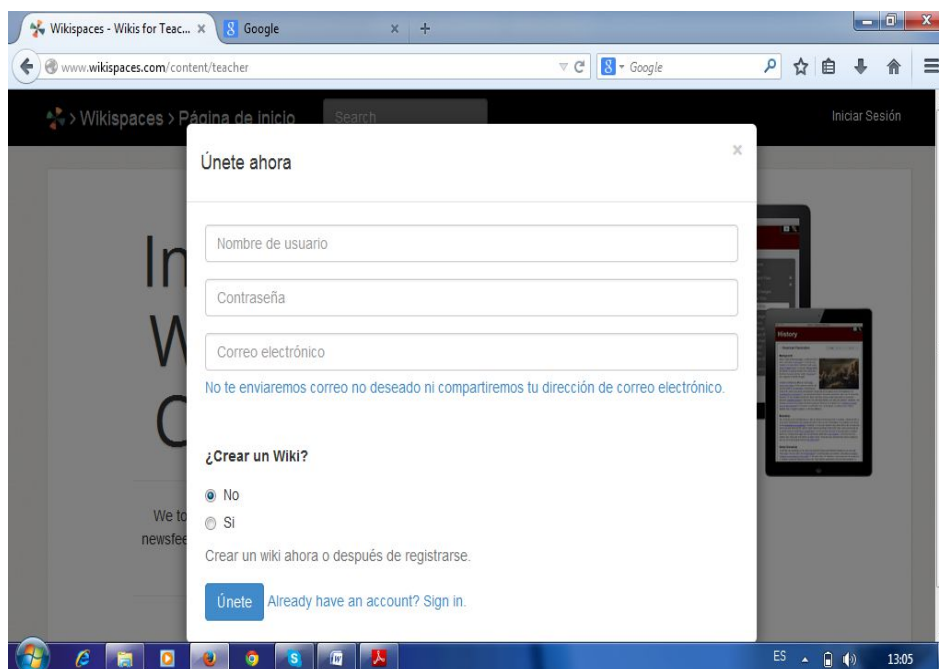 Wikispaces - Wikis for Teac...
Google
www.wikispaces.com/content/teacher
Google
> Wikispaces > Página de inicio
Search
Iniciar Sesión
Únete ahora
Nombre de usuario
Contraseña
Correo electrónico
No te enviaremos correo no deseado ni compartiremos tu dirección de correo electrónico.
¿Crear un Wiki?
No
Si
Crear un wiki ahora o después de registrarse.
Únete Already have an account? Sign in.
In
W
C
We to
newsfee
History
ES
13:05